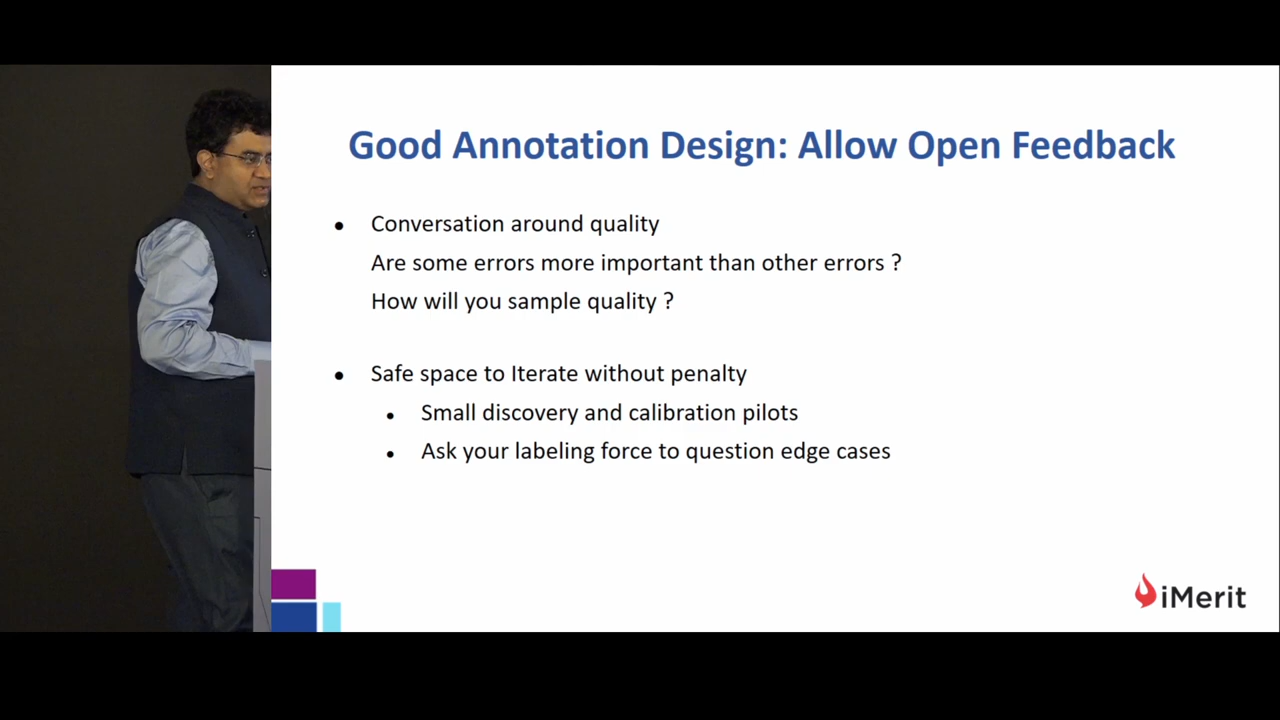 Good Annotation Design: Allow Open Feedback
• Conversation around quality
Are some errors more important than other errors ?
How will you sample quality ?
• Safe space to Iterate without penalty
• Small discovery and calibration pilots
• Ask your labeling force to question edge cases
iMerit